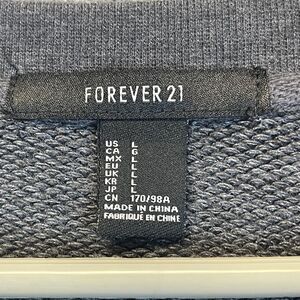 FOREVER 21
US L
CA G
MX L
EU L
UK L
KR L
JP L
CN 170/98A
MADE IN CHINA
FABRIQUÉ EN CHINE